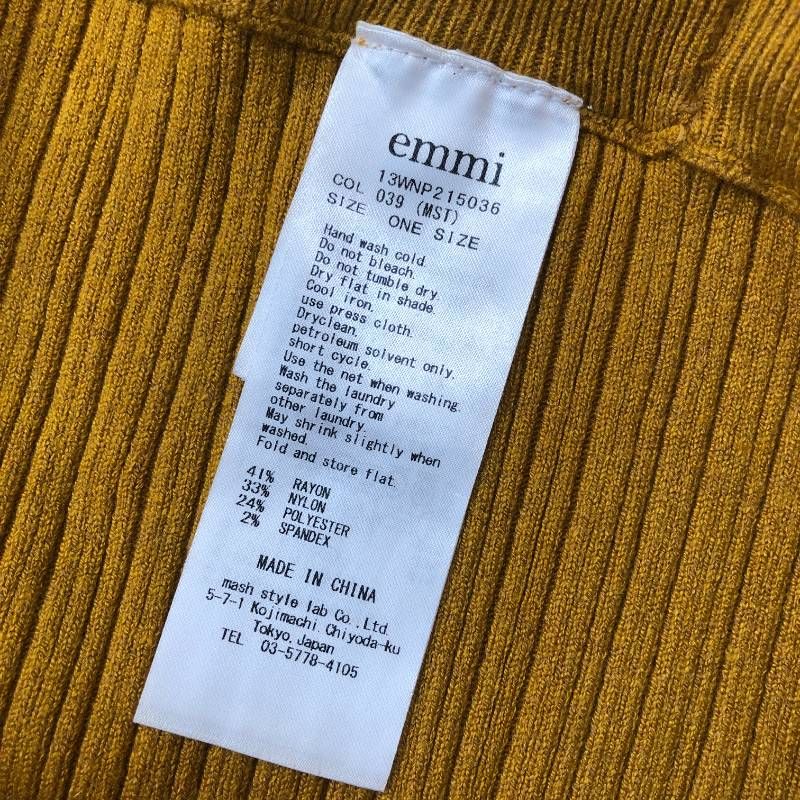 emmi
13WNP215036
COL 039 (MST)
SIZE ONE SIZE
Hand wash cold.
Do not bleach.
Do not tumble dry.
Dry flat in shade.
Cool iron.
use press cloth.
Dryclean.
petroleum solvent only.
short cycle.
Use the net when washing.
Wash the laundry
separately from
other laundry.
May shrink slightly when
washed.
Fold and store flat.
41% RAYON
33% NYLON
24% POLYESTER
2% SPANDEX
MADE IN CHINA
mash style lab Co.,Ltd.
5-7-1 Kojimachi Chiyoda-ku
Tokyo.Japan
TEL 03-5778-4105